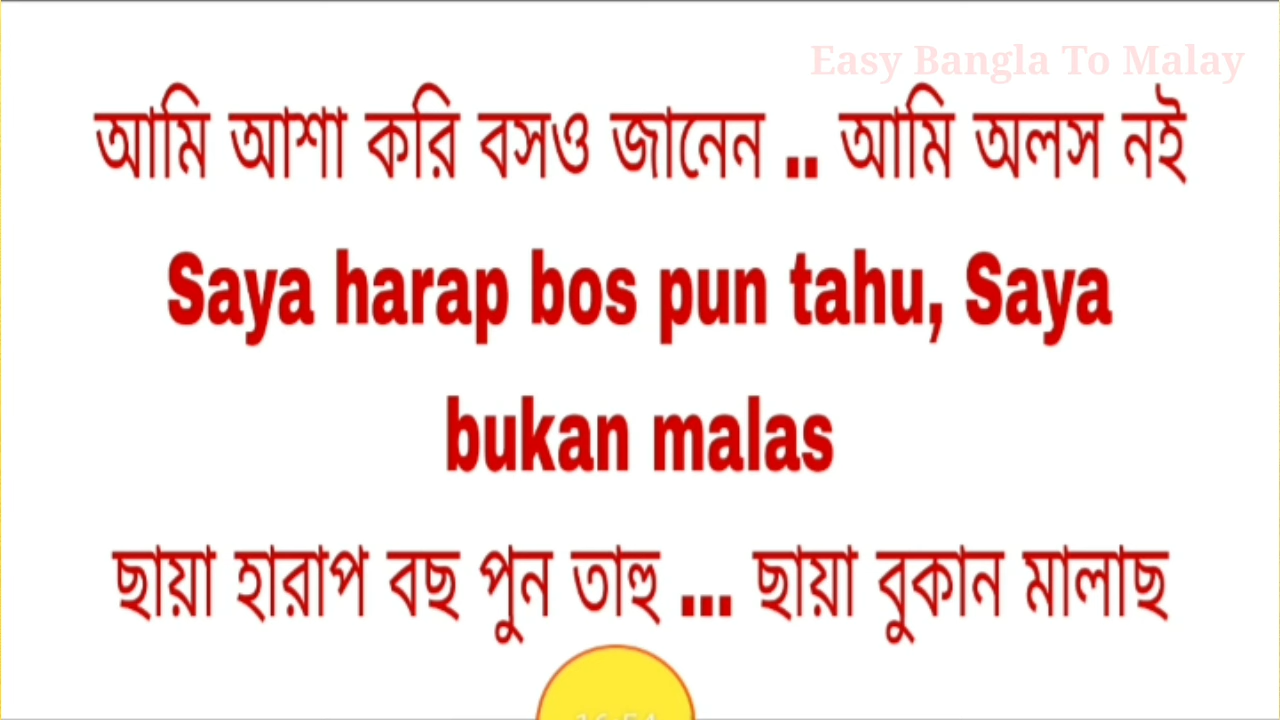 Easy Bangla To Malay
আমি আশা করি বসও জানেন .. আমি অলস নই
Saya harap bos pun tahu, Saya
bukan malas
ছায়া হারাপ বছ পুন তাহু ... ছায়া বুকান মালাছ